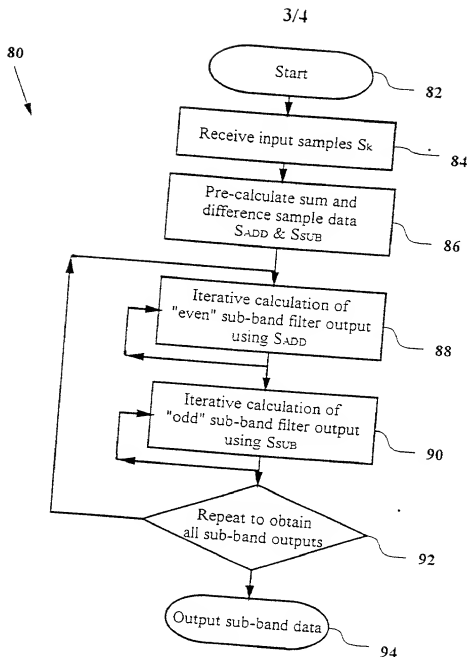 3/4
80
Start
82
Receive input samples Sk
84
Pre-calculate sum and
difference sample data
SADD & SSUB
86
Iterative calculation of
"even" sub-band filter output
using SADD
88
Iterative calculation of
"odd" sub-band filter output
using SSUB
90
Repeat to obtain
all sub-band outputs
92
Output sub-band data
94